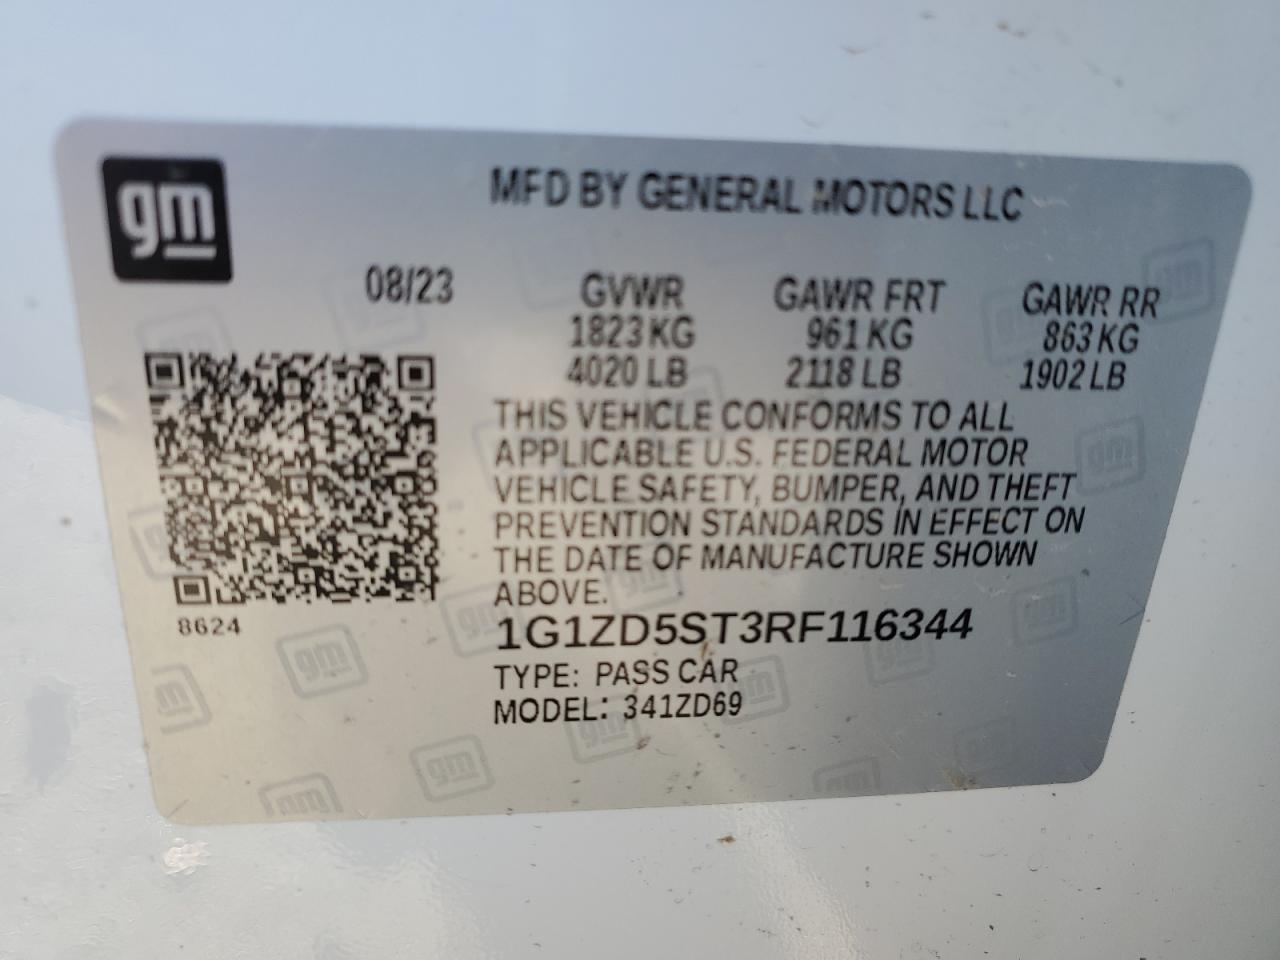 gm
MFD BY GENERAL MOTORS LLC
08/23 GVWR GAWR FRT GAWR RR
1823 KG 961 KG 863 KG
4020 LB 2118 LB 1902 LB
THIS VEHICLE CONFORMS TO ALL
APPLICABLE U.S. FEDERAL MOTOR
VEHICLE SAFETY, BUMPER, AND THEFT
PREVENTION STANDARDS IN EFFECT ON
THE DATE OF MANUFACTURE SHOWN
ABOVE.
8624
1G1ZD5ST3RF116344
TYPE: PASS CAR
MODEL: 341ZD69